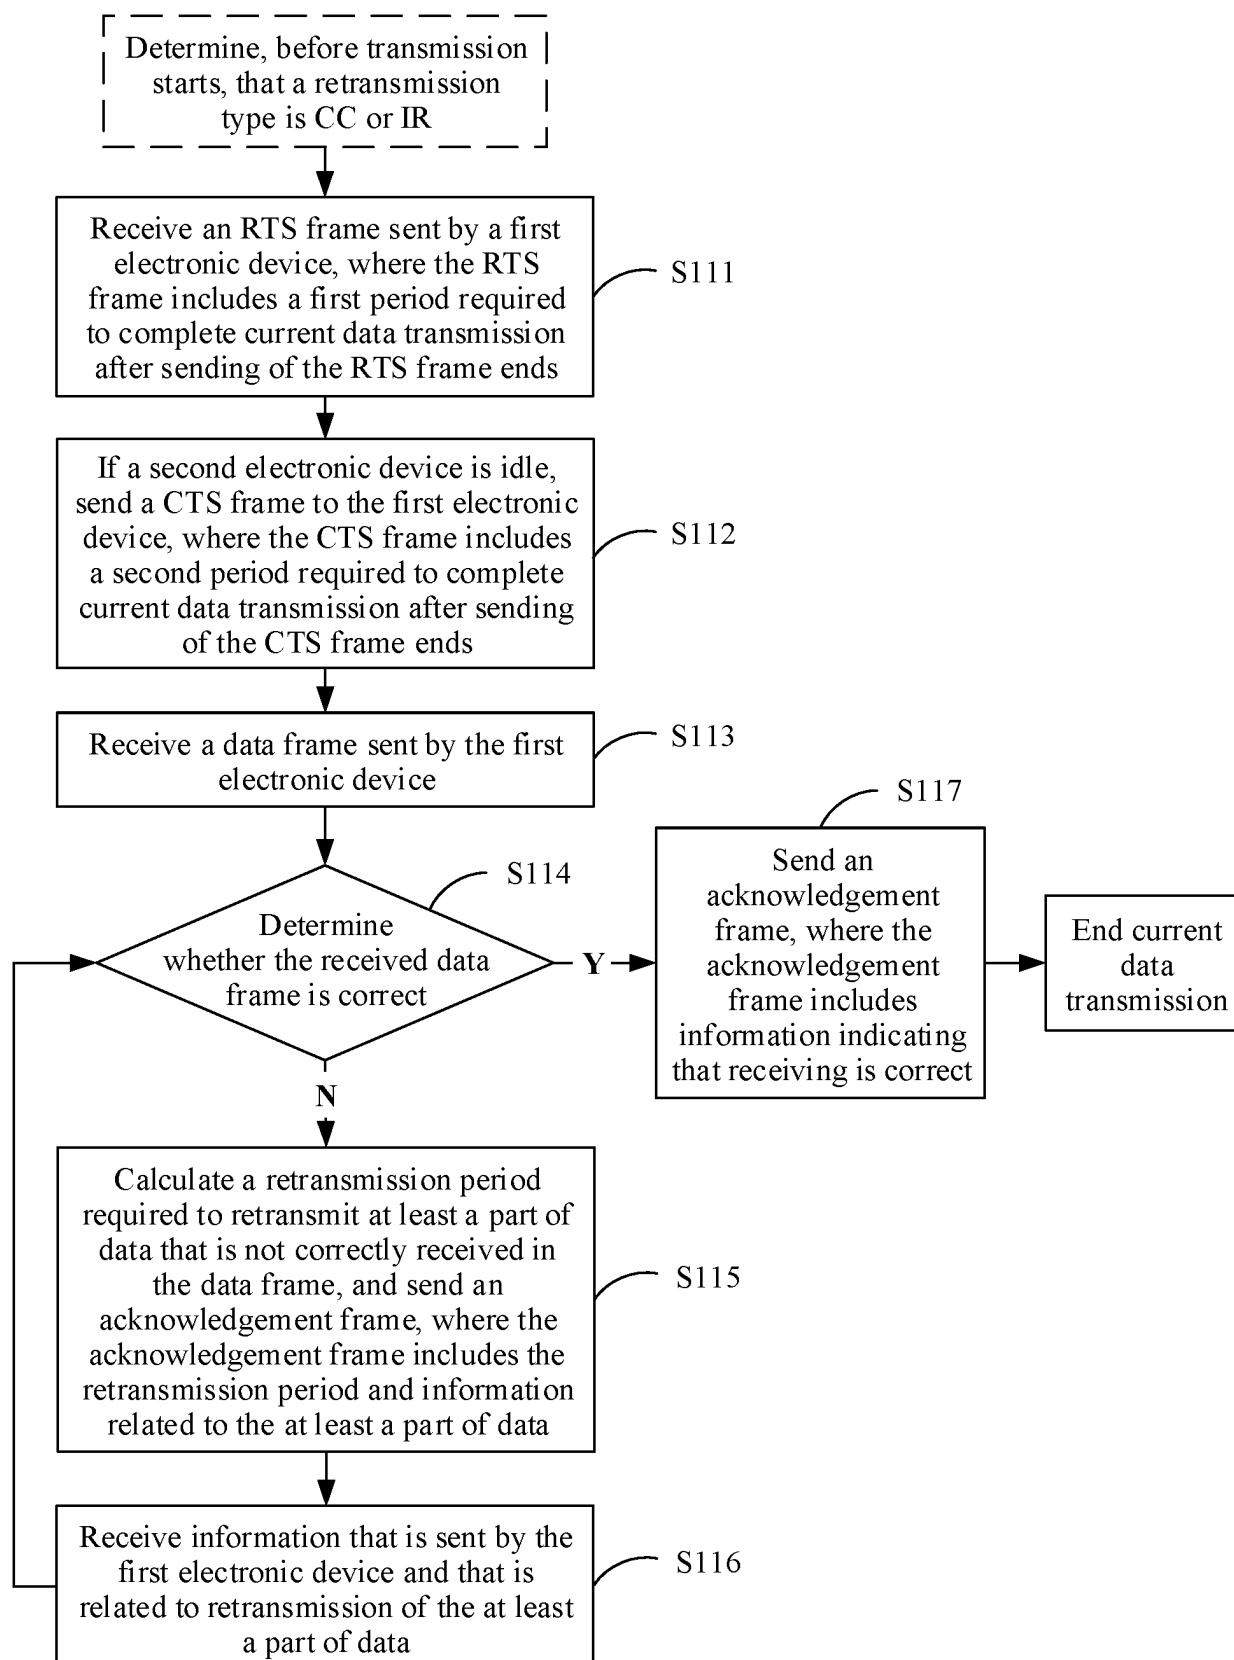 Determine, before transmission
starts, that a retransmission
type is CC or IR
Receive an RTS frame sent by a first
electronic device, where the RTS
frame includes a first period required
to complete current data transmission
after sending of the RTS frame ends
S111
If a second electronic device is idle,
send a CTS frame to the first electronic
device, where the CTS frame includes
a second period required to complete
current data transmission after sending
of the CTS frame ends
S112
Receive a data frame sent by the first
electronic device
S113
Determine
whether the received data
frame is correct
S114
Y
S117
Send an
acknowledgement
frame, where the
acknowledgement
frame includes
information indicating
that receiving is correct
End current
data
transmission
N
Calculate a retransmission period
required to retransmit at least a part of
data that is not correctly received in
the data frame, and send an
acknowledgement frame, where the
acknowledgement frame includes the
retransmission period and information
related to the at least a part of data
S115
Receive information that is sent by the
first electronic device and that is
related to retransmission of the at least
a part of data
S116